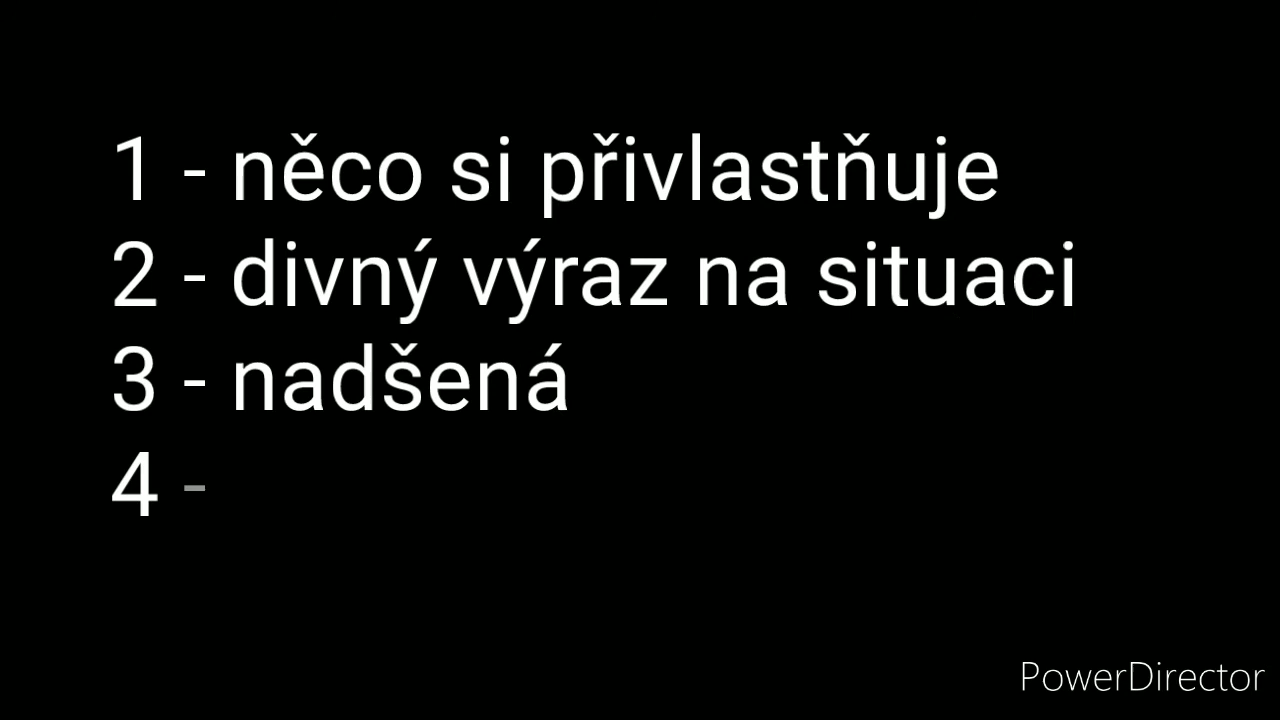 1 - něco si přivlastňuje
2 - divný výraz na situaci
3 - nadšená
4 -
PowerDirector